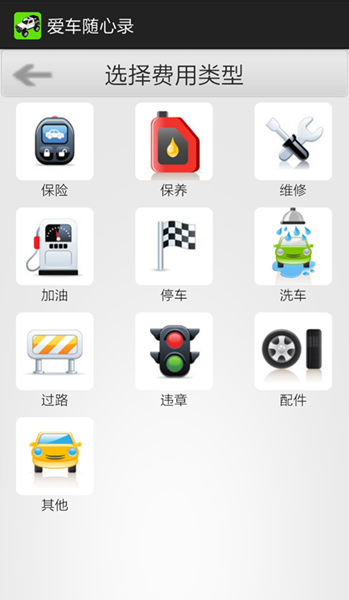 爱车随心录
选择费用类型
保险 保养 维修
加油 停车 洗车
过路 违章 配件
其他